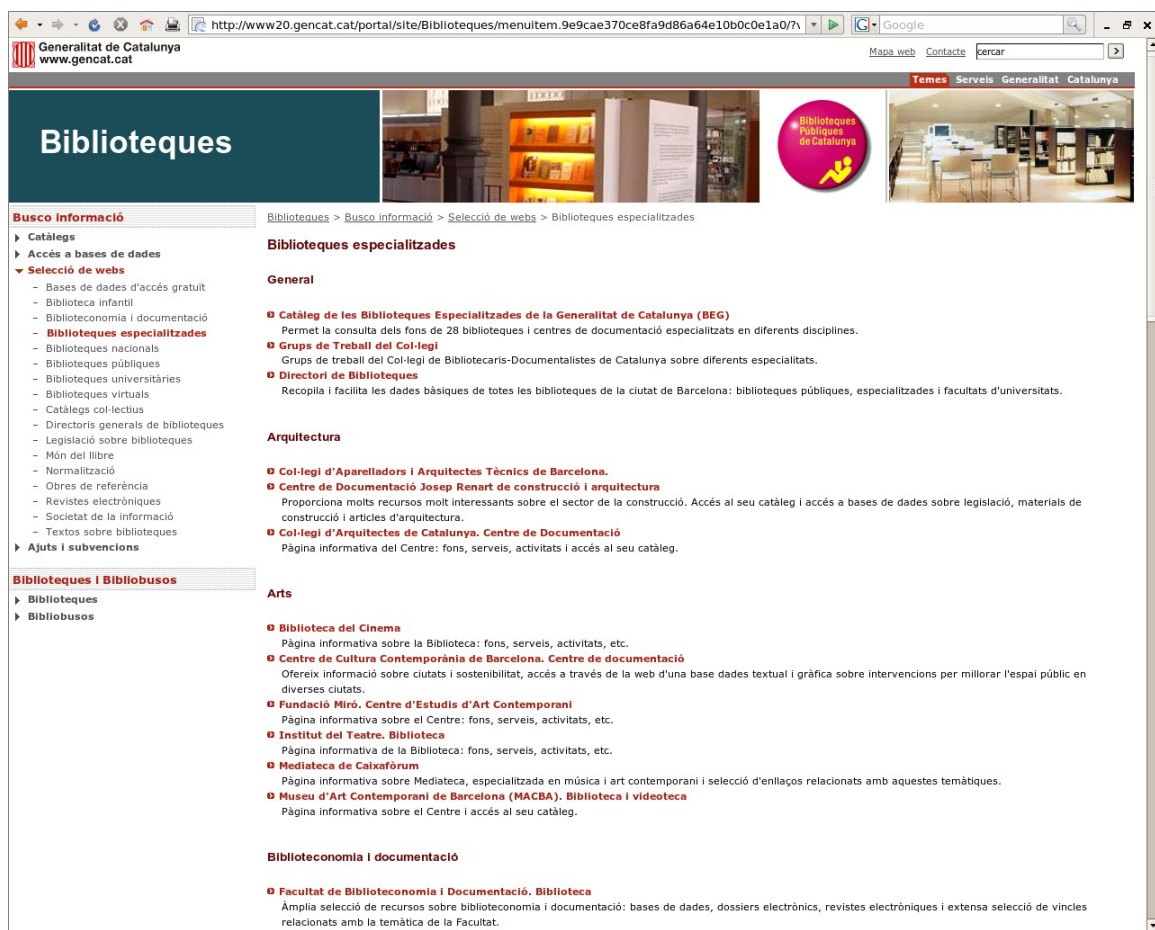 http://www20.gencat.cat/portal/site/Biblioteques/menuitem.9e9cae370ce8fa9d86a64e10b0c0e1a0/?v
G
Google
Generalitat de Catalunya
www.gencat.cat
Mapa web Contacte cercar
Temes Serveis Generalitat Catalunya
Biblioteques
Biblioteques
Públiques
de Catalunya
Busco informació
Catàlegs
Accés a bases de dades
Selecció de webs
– Bases de dades d'accés gratuït
– Biblioteca infantil
– Biblioteconomia i documentació
– Biblioteques especialitzades
– Biblioteques nacionals
– Biblioteques públiques
– Biblioteques universitàries
– Biblioteques virtuals
– Catàlegs col·lectius
– Directoris generals de biblioteques
– Legislació sobre biblioteques
– Món del llibre
– Normalització
– Obres de referència
– Revistes electròniques
– Societat de la informació
– Textos sobre biblioteques
Ajuts i subvencions
Biblioteques i Bibliobusos
Biblioteques
Bibliobusos
Biblioteques > Busco informació > Selecció de webs > Biblioteques especialitzades
Biblioteques especialitzades
General
Catàleg de les Biblioteques Especialitzades de la Generalitat de Catalunya (BEG)
Permet la consulta dels fons de 28 biblioteques i centres de documentació especialitzats en diferents disciplines.
Grups de Treball del Col·legi
Grups de treball del Col·legi de Bibliotecaris-Documentalistes de Catalunya sobre diferents especialitats.
Directori de Biblioteques
Recopila i facilita les dades bàsiques de totes les biblioteques de la ciutat de Barcelona: biblioteques públiques, especialitzades i facultats d'universitats.
Arquitectura
Col·legi d'Aparelladors i Arquitectes Tècnics de Barcelona.
Centre de Documentació Josep Renart de construcció i arquitectura
Proporciona molts recursos molt interessants sobre el sector de la construcció. Accés al seu catàleg i accés a bases de dades sobre legislació, materials de
construcció i articles d'arquitectura.
Col·legi d'Arquitectes de Catalunya. Centre de Documentació
Pàgina informativa del Centre: fons, serveis, activitats i accés al seu catàleg.
Arts
Biblioteca del Cinema
Pàgina informativa sobre la Biblioteca: fons, serveis, activitats, etc.
Centre de Cultura Contemporània de Barcelona. Centre de documentació
Ofereix informació sobre ciutats i sostenibilitat, accés a través de la web d'una base dades textual i gràfica sobre intervencions per millorar l'espai públic en
diverses ciutats.
Fundació Miró. Centre d'Estudis d'Art Contemporani
Pàgina informativa sobre el Centre: fons, serveis, activitats, etc.
Institut del Teatre. Biblioteca
Pàgina informativa de la Biblioteca: fons, serveis, activitats, etc.
Mediateca de Caixafòrum
Pàgina informativa sobre Mediateca, especialitzada en música i art contemporani i selecció d'enllaços relacionats amb aquestes temàtiques.
Museu d'Art Contemporani de Barcelona (MACBA). Biblioteca i videoteca
Pàgina informativa sobre el Centre i accés al seu catàleg.
Biblioteconomia i documentació
Facultat de Biblioteconomia i Documentació. Biblioteca
Àmplia selecció de recursos sobre biblioteconomia i documentació: bases de dades, dossiers electrònics, revistes electròniques i extensa selecció de vincles
relacionats amb la temàtica de la Facultat.